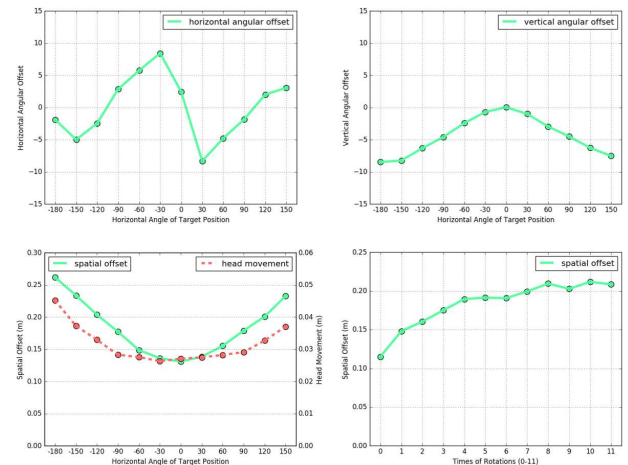 horizontal angular offset
Horizontal Angular Offset
15
10
5
0
−5
−10
−15
-180 -150 -120 -90 -60 -30 0 30 60 90 120 150
Horizontal Angle of Target Position
vertical angular offset
Vertical Angular Offset
15
10
5
0
−5
−10
−15
-180 -150 -120 -90 -60 -30 0 30 60 90 120 150
Horizontal Angle of Target Position
spatial offset
head movement
Spatial Offset (m)
0.30
0.25
0.20
0.15
0.10
0.05
0.00
0.06
0.05
0.04
0.03
0.02
0.01
0.00
Head Movement (m)
-180 -150 -120 -90 -60 -30 0 30 60 90 120 150
Horizontal Angle of Target Position
spatial offset
Spatial Offset (m)
0.25
0.20
0.15
0.10
0.05
0.00
0 1 2 3 4 5 6 7 8 9 10 11
Times of Rotations (0-11)